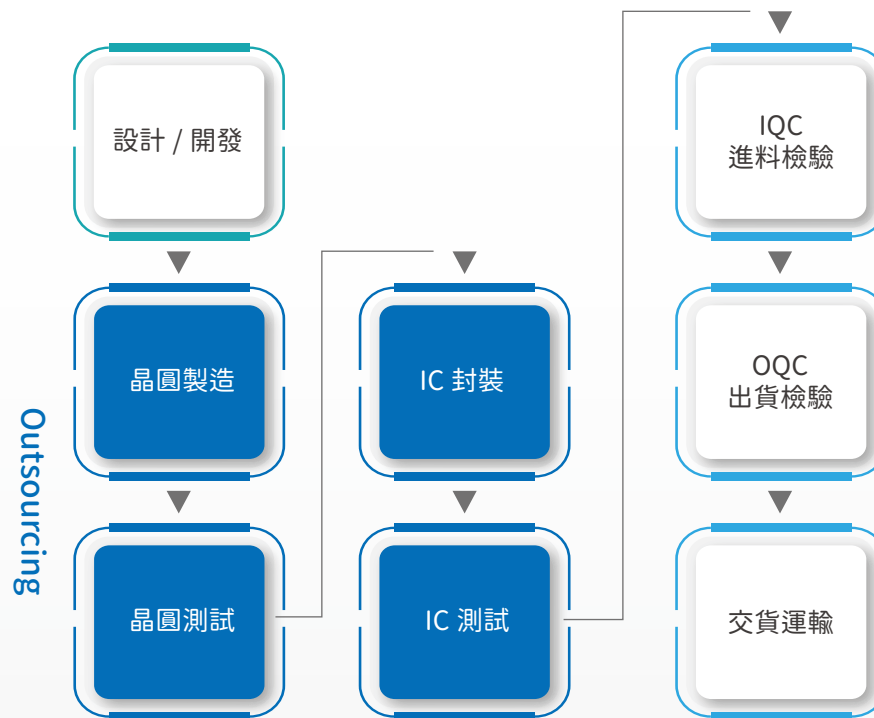 設計 / 開發
晶圓製造
晶圓測試
Outsourcing
IC 封裝
IC 測試
IQC
進料檢驗
OQC
出貨檢驗
交貨運輸